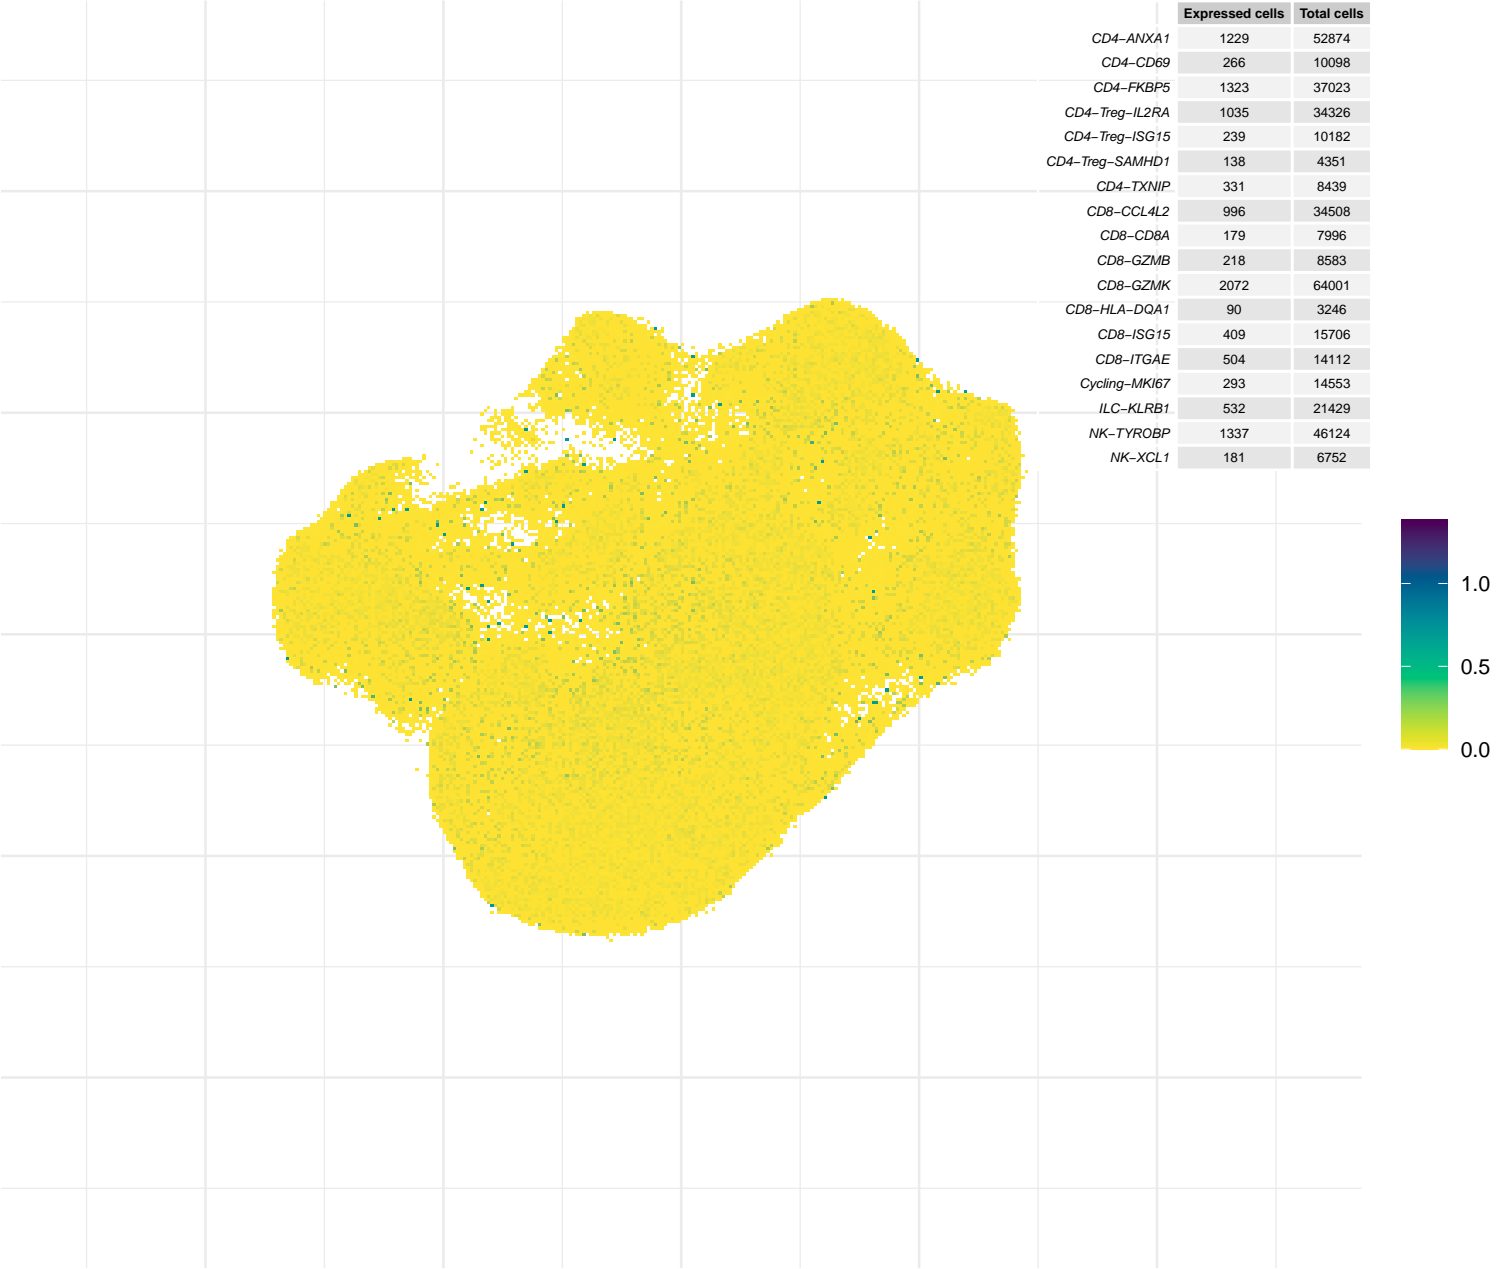 Expressed cells Total cells
CD4−ANXA1 1229 52874
CD4−CD69 266 10098
CD4−FKBP5 1323 37023
CD4−Treg−IL2RA 1035 34326
CD4−Treg−ISG15 239 10182
CD4−Treg−SAMHD1 138 4351
CD4−TXNIP 331 8439
CD8−CCL4L2 996 34508
CD8−CD8A 179 7996
CD8−GZMB 218 8583
CD8−GZMK 2072 64001
CD8−HLA−DQA1 90 3246
CD8−ISG15 409 15706
CD8−ITGAE 504 14112
Cycling−MKI67 293 14553
ILC−KLRB1 532 21429
NK−TYROBP 1337 46124
NK−XCL1 181 6752
1.0
0.5
0.0